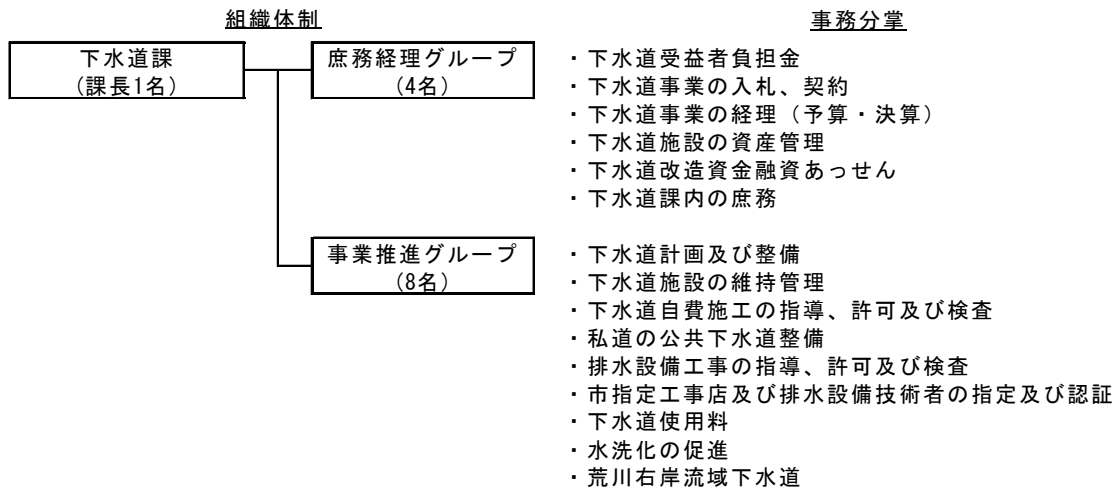 組織体制
事務分掌
下水道課
(課長1名)
庶務経理グループ
(4名)
・下水道受益者負担金
・下水道事業の入札、契約
・下水道事業の経理（予算・決算）
・下水道施設の資産管理
・下水道改造資金融資あっせん
・下水道課内の庶務
事業推進グループ
(8名)
・下水道計画及び整備
・下水道施設の維持管理
・下水道自費施工の指導、許可及び検査
・私道の公共下水道整備
・排水設備工事の指導、許可及び検査
・市指定工事店及び排水設備技術者の指定及び認証
・下水道使用料
・水洗化の促進
・荒川右岸流域下水道